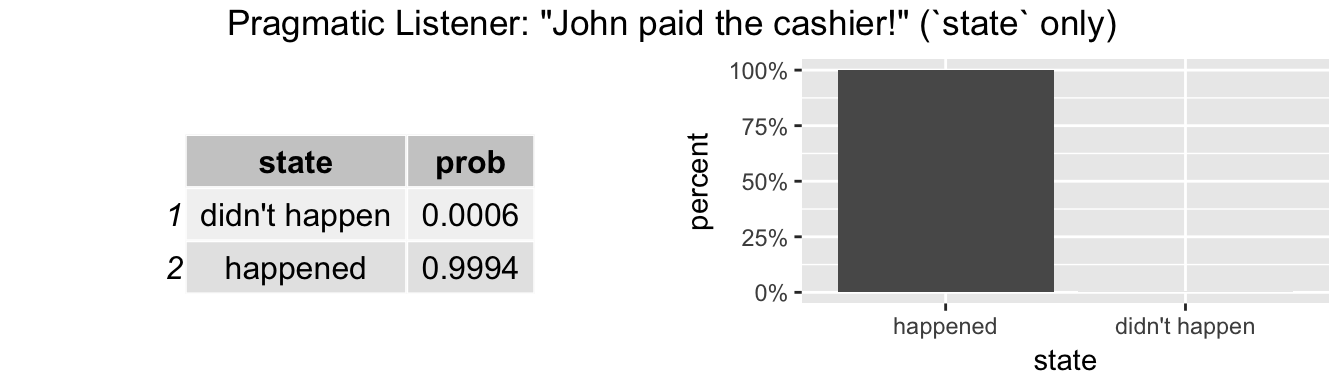 Pragmatic Listener: "John paid the cashier!" (`state` only)
state prob
1 didn't happen 0.0006
2 happened 0.9994
percent
100%
75%
50%
25%
0%
happened didn't happen
state